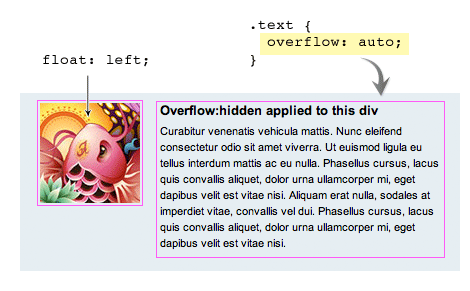 .text {
overflow: auto;
}
float: left;
Overflow:hidden applied to this div
Curabitur venenatis vehicula mattis. Nunc eleifend
consectetur odio sit amet viverra. Ut euismod ligula eu
tellus interdum mattis ac eu nulla. Phasellus cursus, lacus
quis convallis aliquet, dolor urna ullamcorper mi, eget
dapibus velit est vitae nisi. Aliquam erat nulla, sodales at
imperdiet vitae, convallis vel dui. Phasellus cursus, lacus
quis convallis aliquet, dolor urna ullamcorper mi, eget
dapibus velit est vitae nisi.